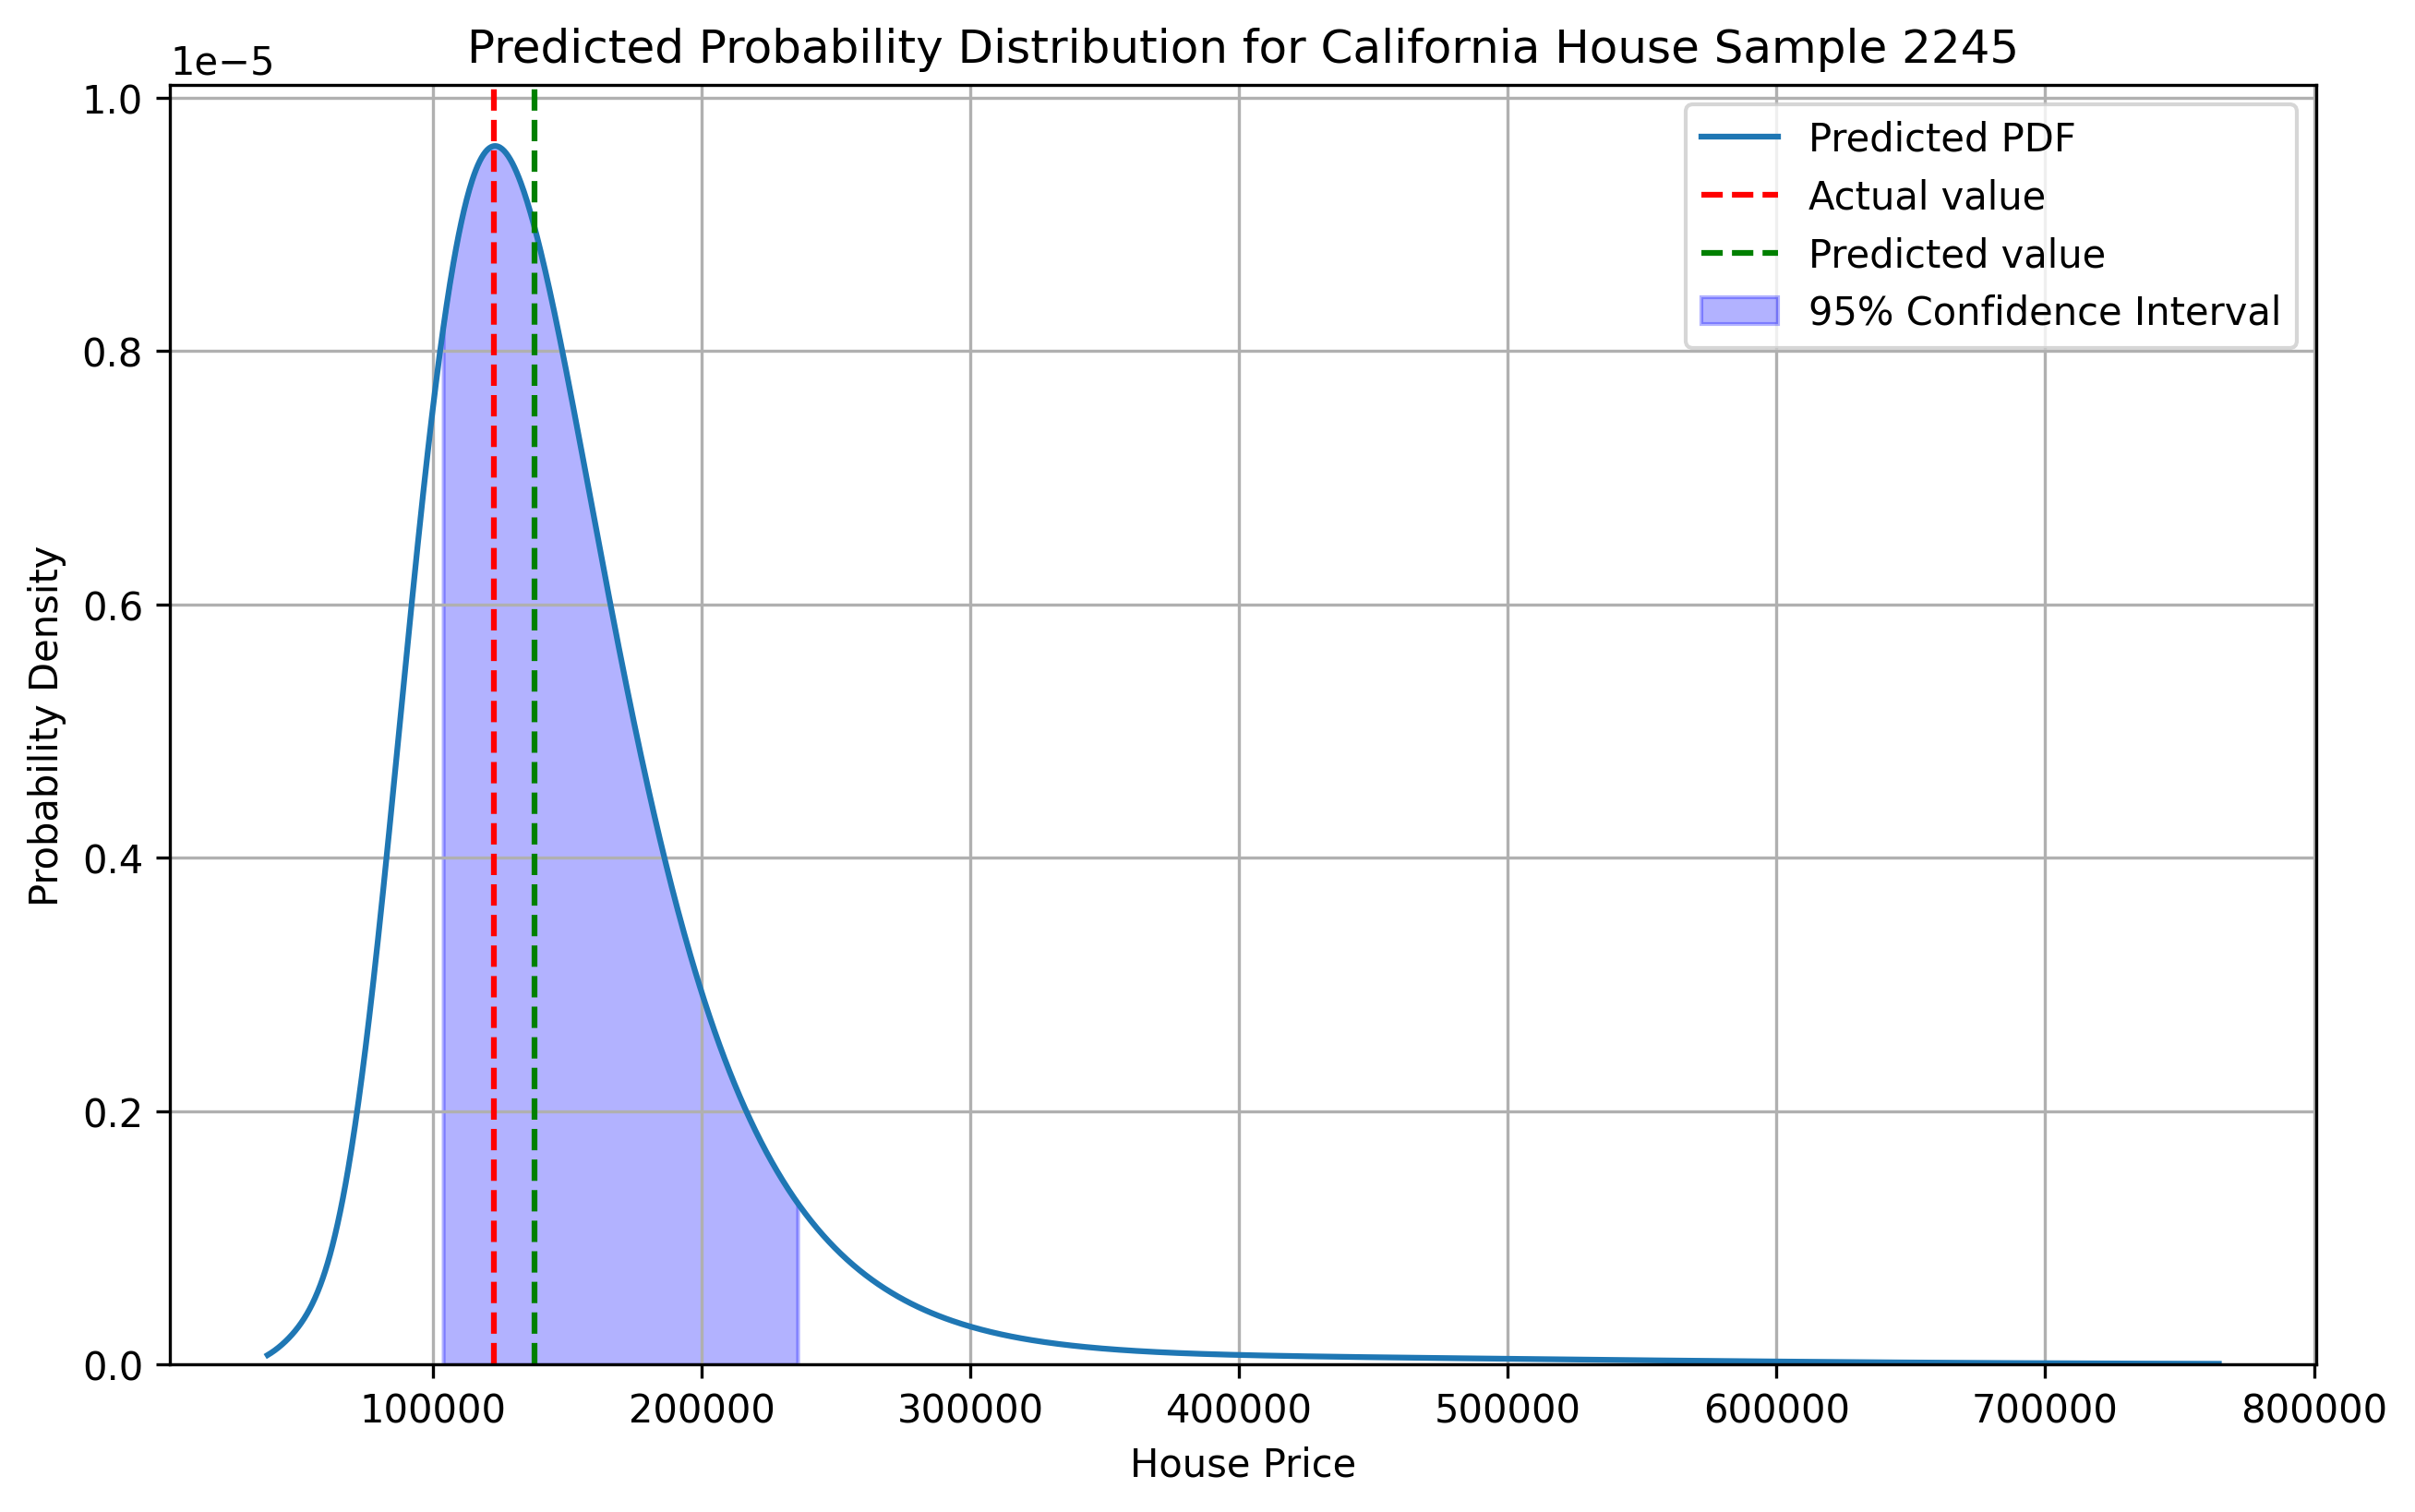 Predicted Probability Distribution for California House Sample 2245
1e−5
1.0
0.8
0.6
0.4
0.2
0.0
Probability Density
Predicted PDF
Actual value
Predicted value
95% Confidence Interval
100000 200000 300000 400000 500000 600000 700000 800000
House Price